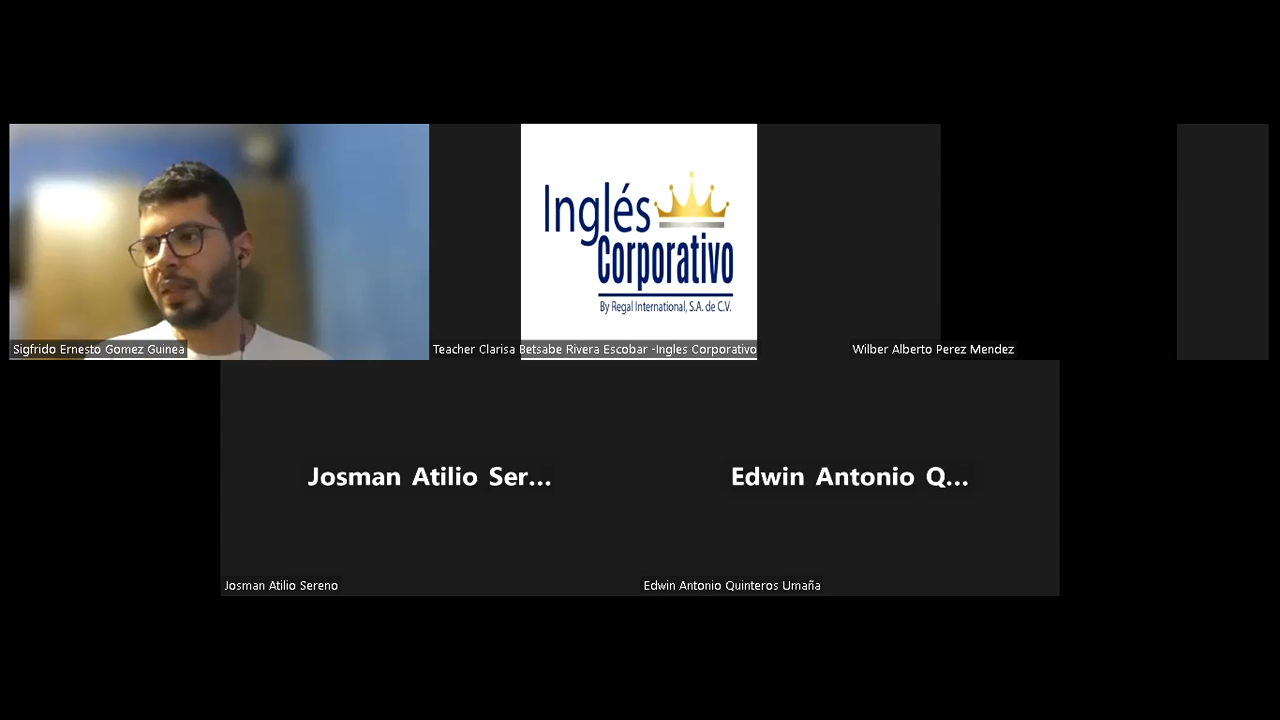 Inglés
Corporativo
By Regal International, S.A. de C.V.
Sigfrido Ernesto Gomez Guinea
Teacher Clarisa Betsabe Rivera Escobar -Ingles Corporativo
Wilber Alberto Perez Mendez
Josman Atilio Ser...
Edwin Antonio Q...
Josman Atilio Sereno
Edwin Antonio Quinteros Umaña